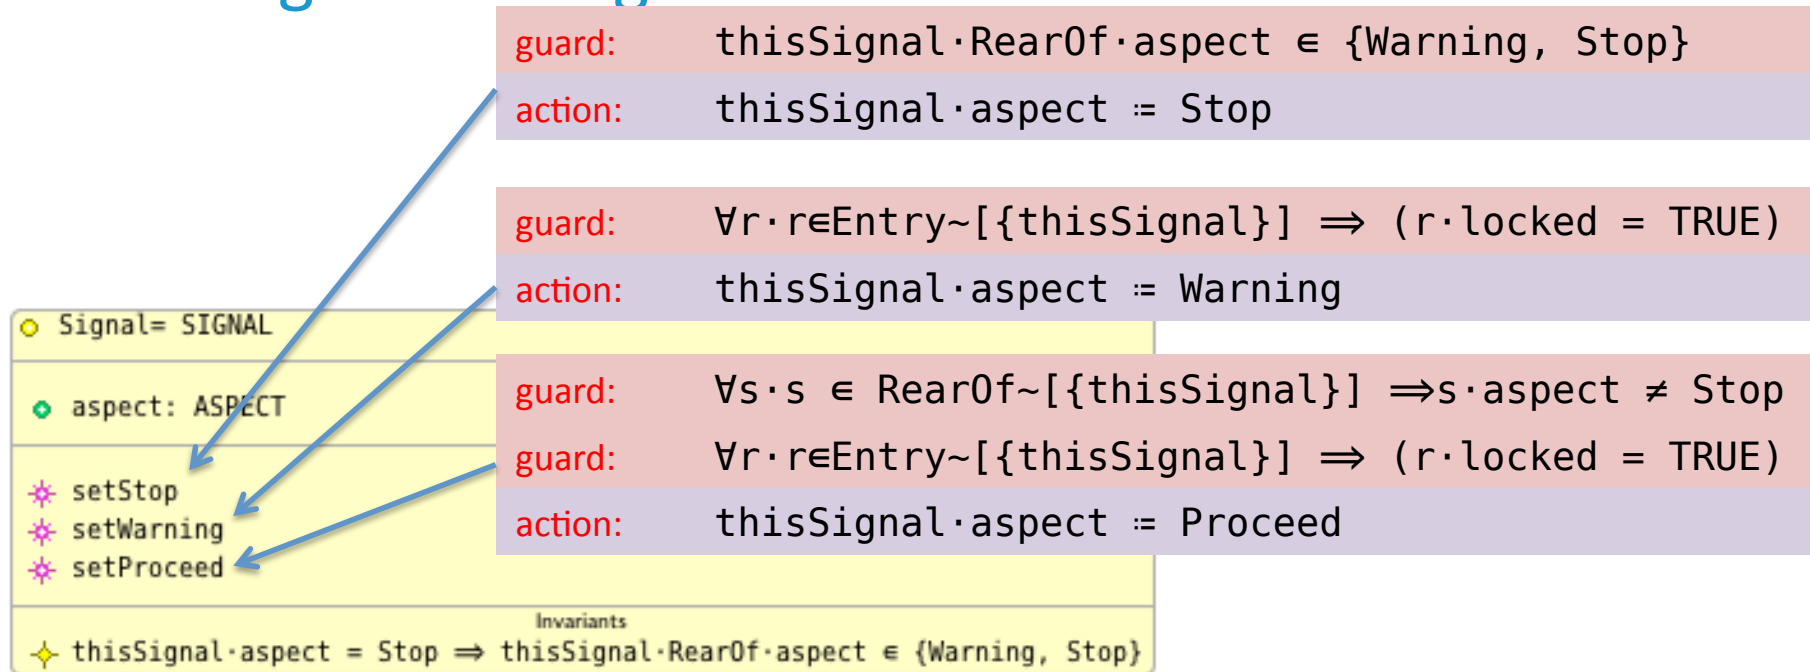 guard: thisSignal·RearOf·aspect ∈ {Warning, Stop}
action: thisSignal·aspect ≔ Stop
guard: ∀r·r∈Entry~[{thisSignal}] ⇒ (r·locked = TRUE)
action: thisSignal·aspect ≔ Warning
Signal= SIGNAL
guard: ∀s·s ∈ RearOf~[{thisSignal}] ⇒s·aspect ≠ Stop
aspect: ASPECT
guard: ∀r·r∈Entry~[{thisSignal}] ⇒ (r·locked = TRUE)
setStop
action: thisSignal·aspect ≔ Proceed
setWarning
setProceed
Invariants
thisSignal·aspect = Stop ⇒ thisSignal·RearOf·aspect ∈ {Warning, Stop}